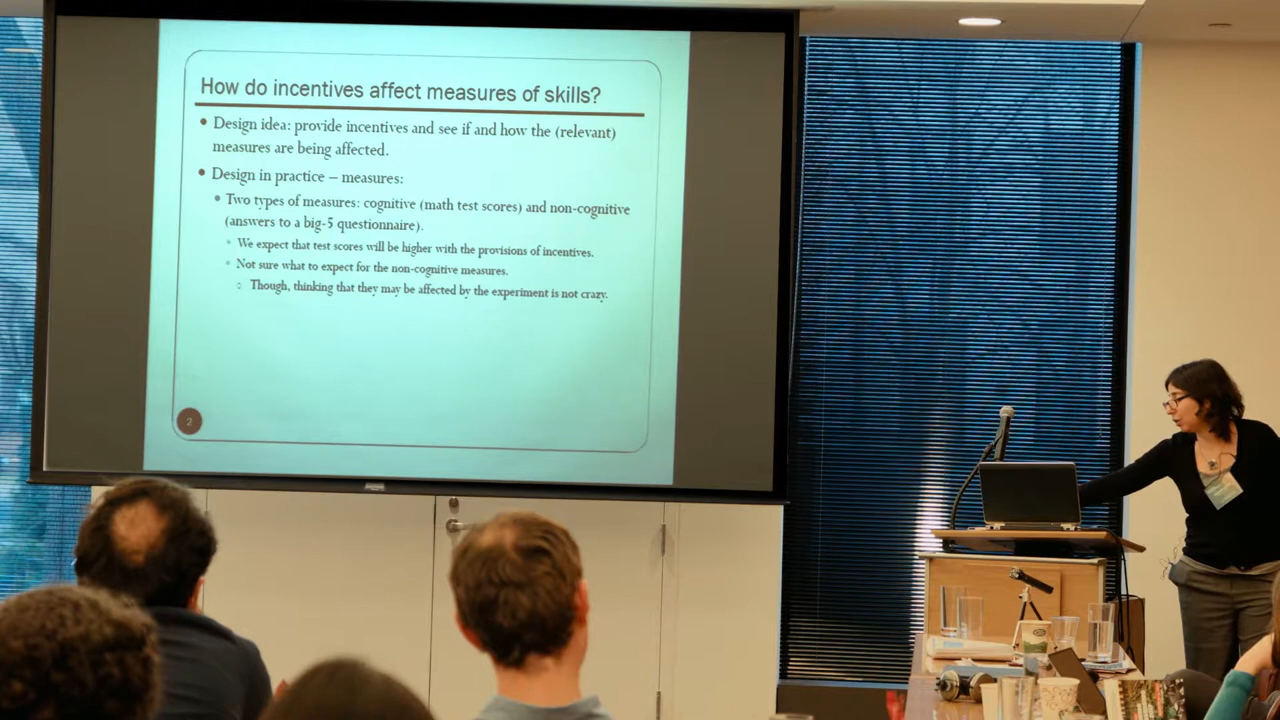 How do incentives affect measures of skills?
• Design idea: provide incentives and see if and how the (relevant)
measures are being affected.
• Design in practice – measures:
• Two types of measures: cognitive (math test scores) and non-cognitive
(answers to a big-5 questionnaire).
• We expect that test scores will be higher with the provisions of incentives.
• Not sure what to expect for the non-cognitive measures.
○ Though, thinking that they may be affected by the experiment is not crazy.
2